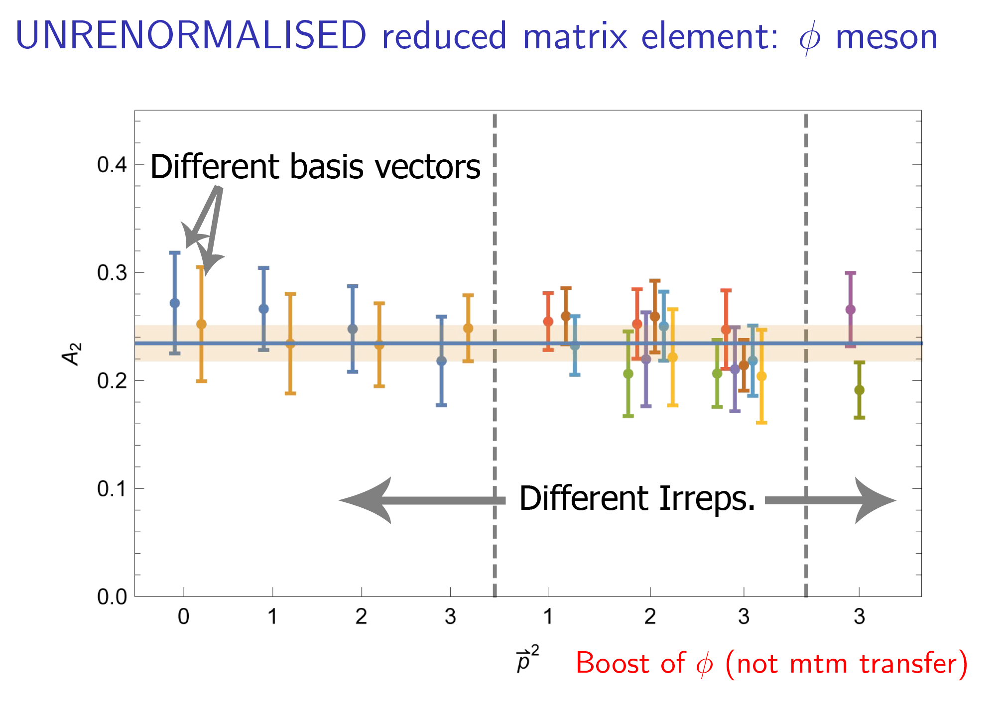 UNRENORMALISED reduced matrix element: ϕ meson
Different basis vectors
0.4
0.3
0.2
0.1
0.0
A₂
Different Irreps.
0 1 2 3 1 2 3 3
p⃗²
Boost of ϕ (not mtm transfer)